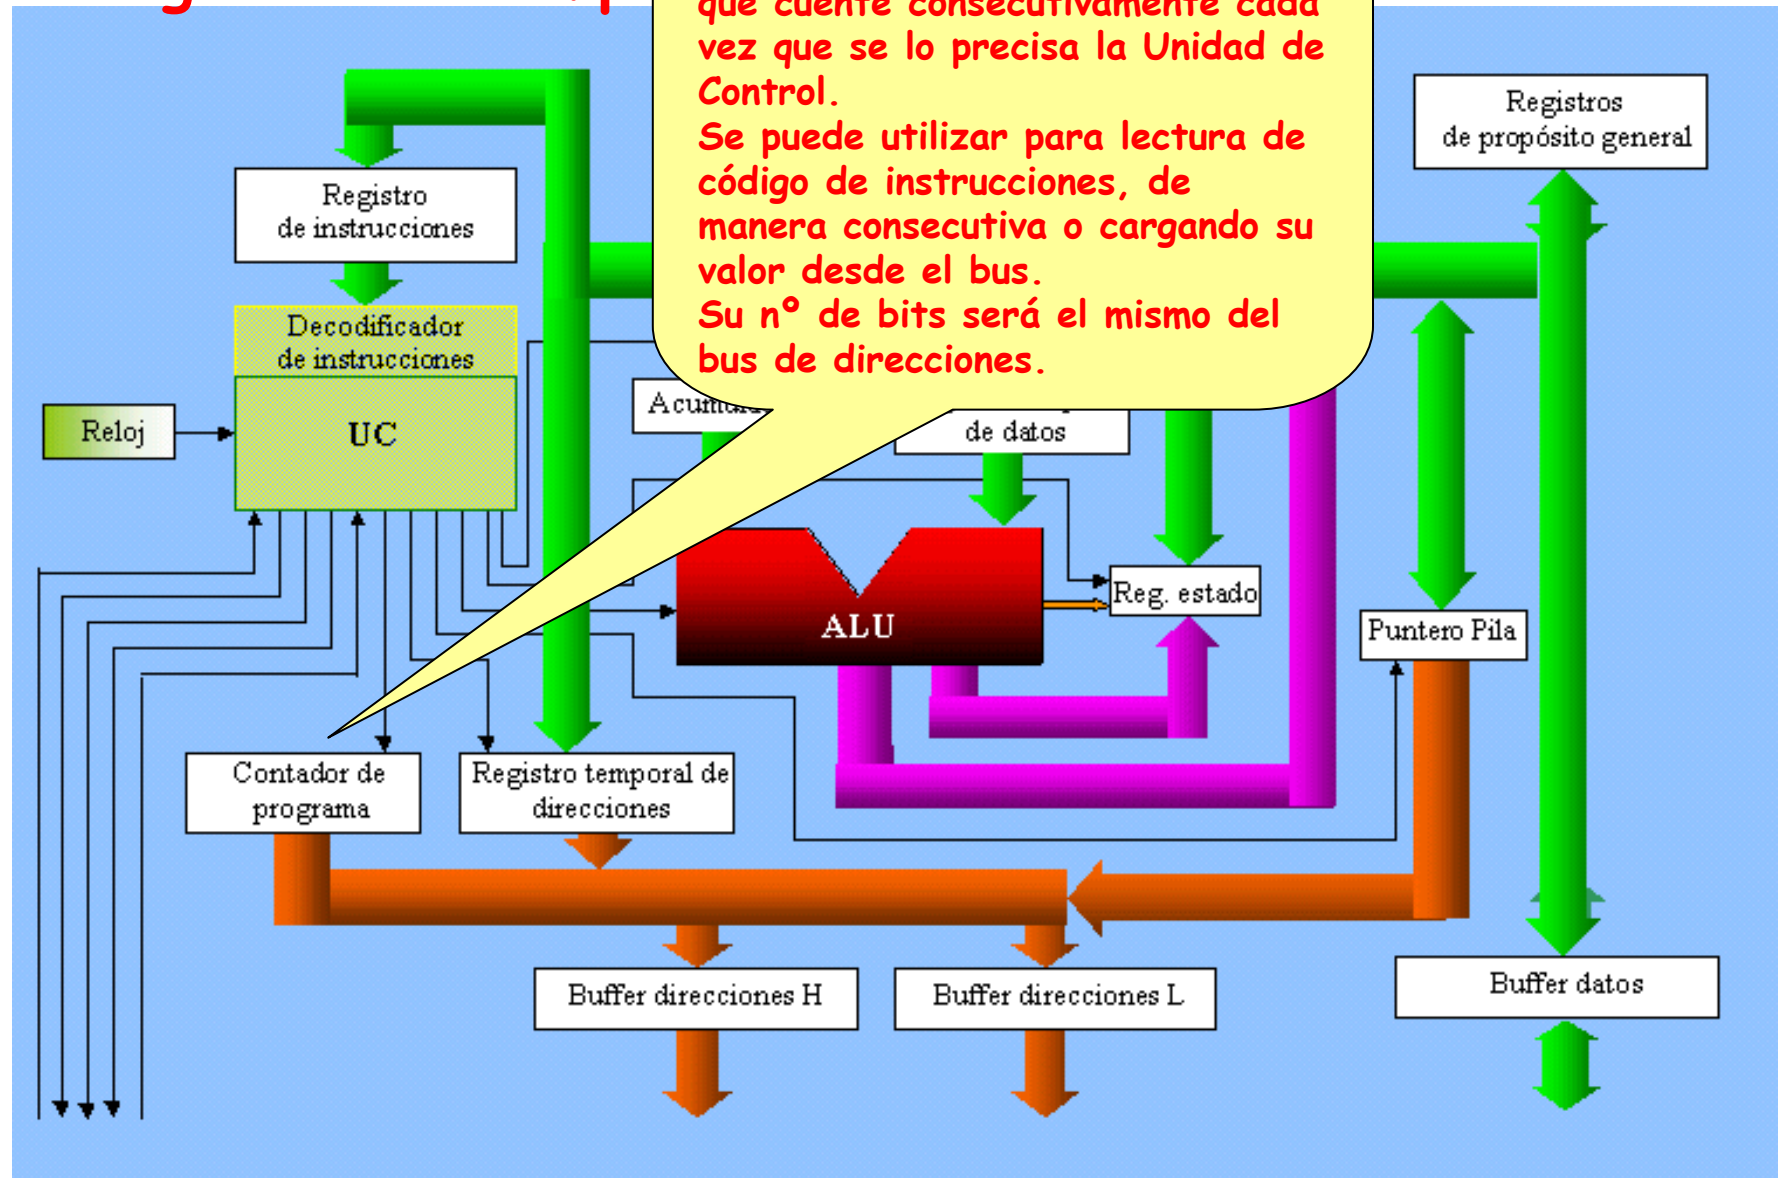 que cuente consecutivamente cada
vez que se lo precisa la Unidad de
Control.
Se puede utilizar para lectura de
código de instrucciones, de
manera consecutiva o cargando su
valor desde el bus.
Su nº de bits será el mismo del
bus de direcciones.
Registros
de propósito general
Registro
de instrucciones
Decodificador
de instrucciones
UC
Reloj
de datos
ALU
Reg. estado
Puntero Pila
Contador de
programa
Registro temporal de
direcciones
Buffer direcciones H
Buffer direcciones L
Buffer datos